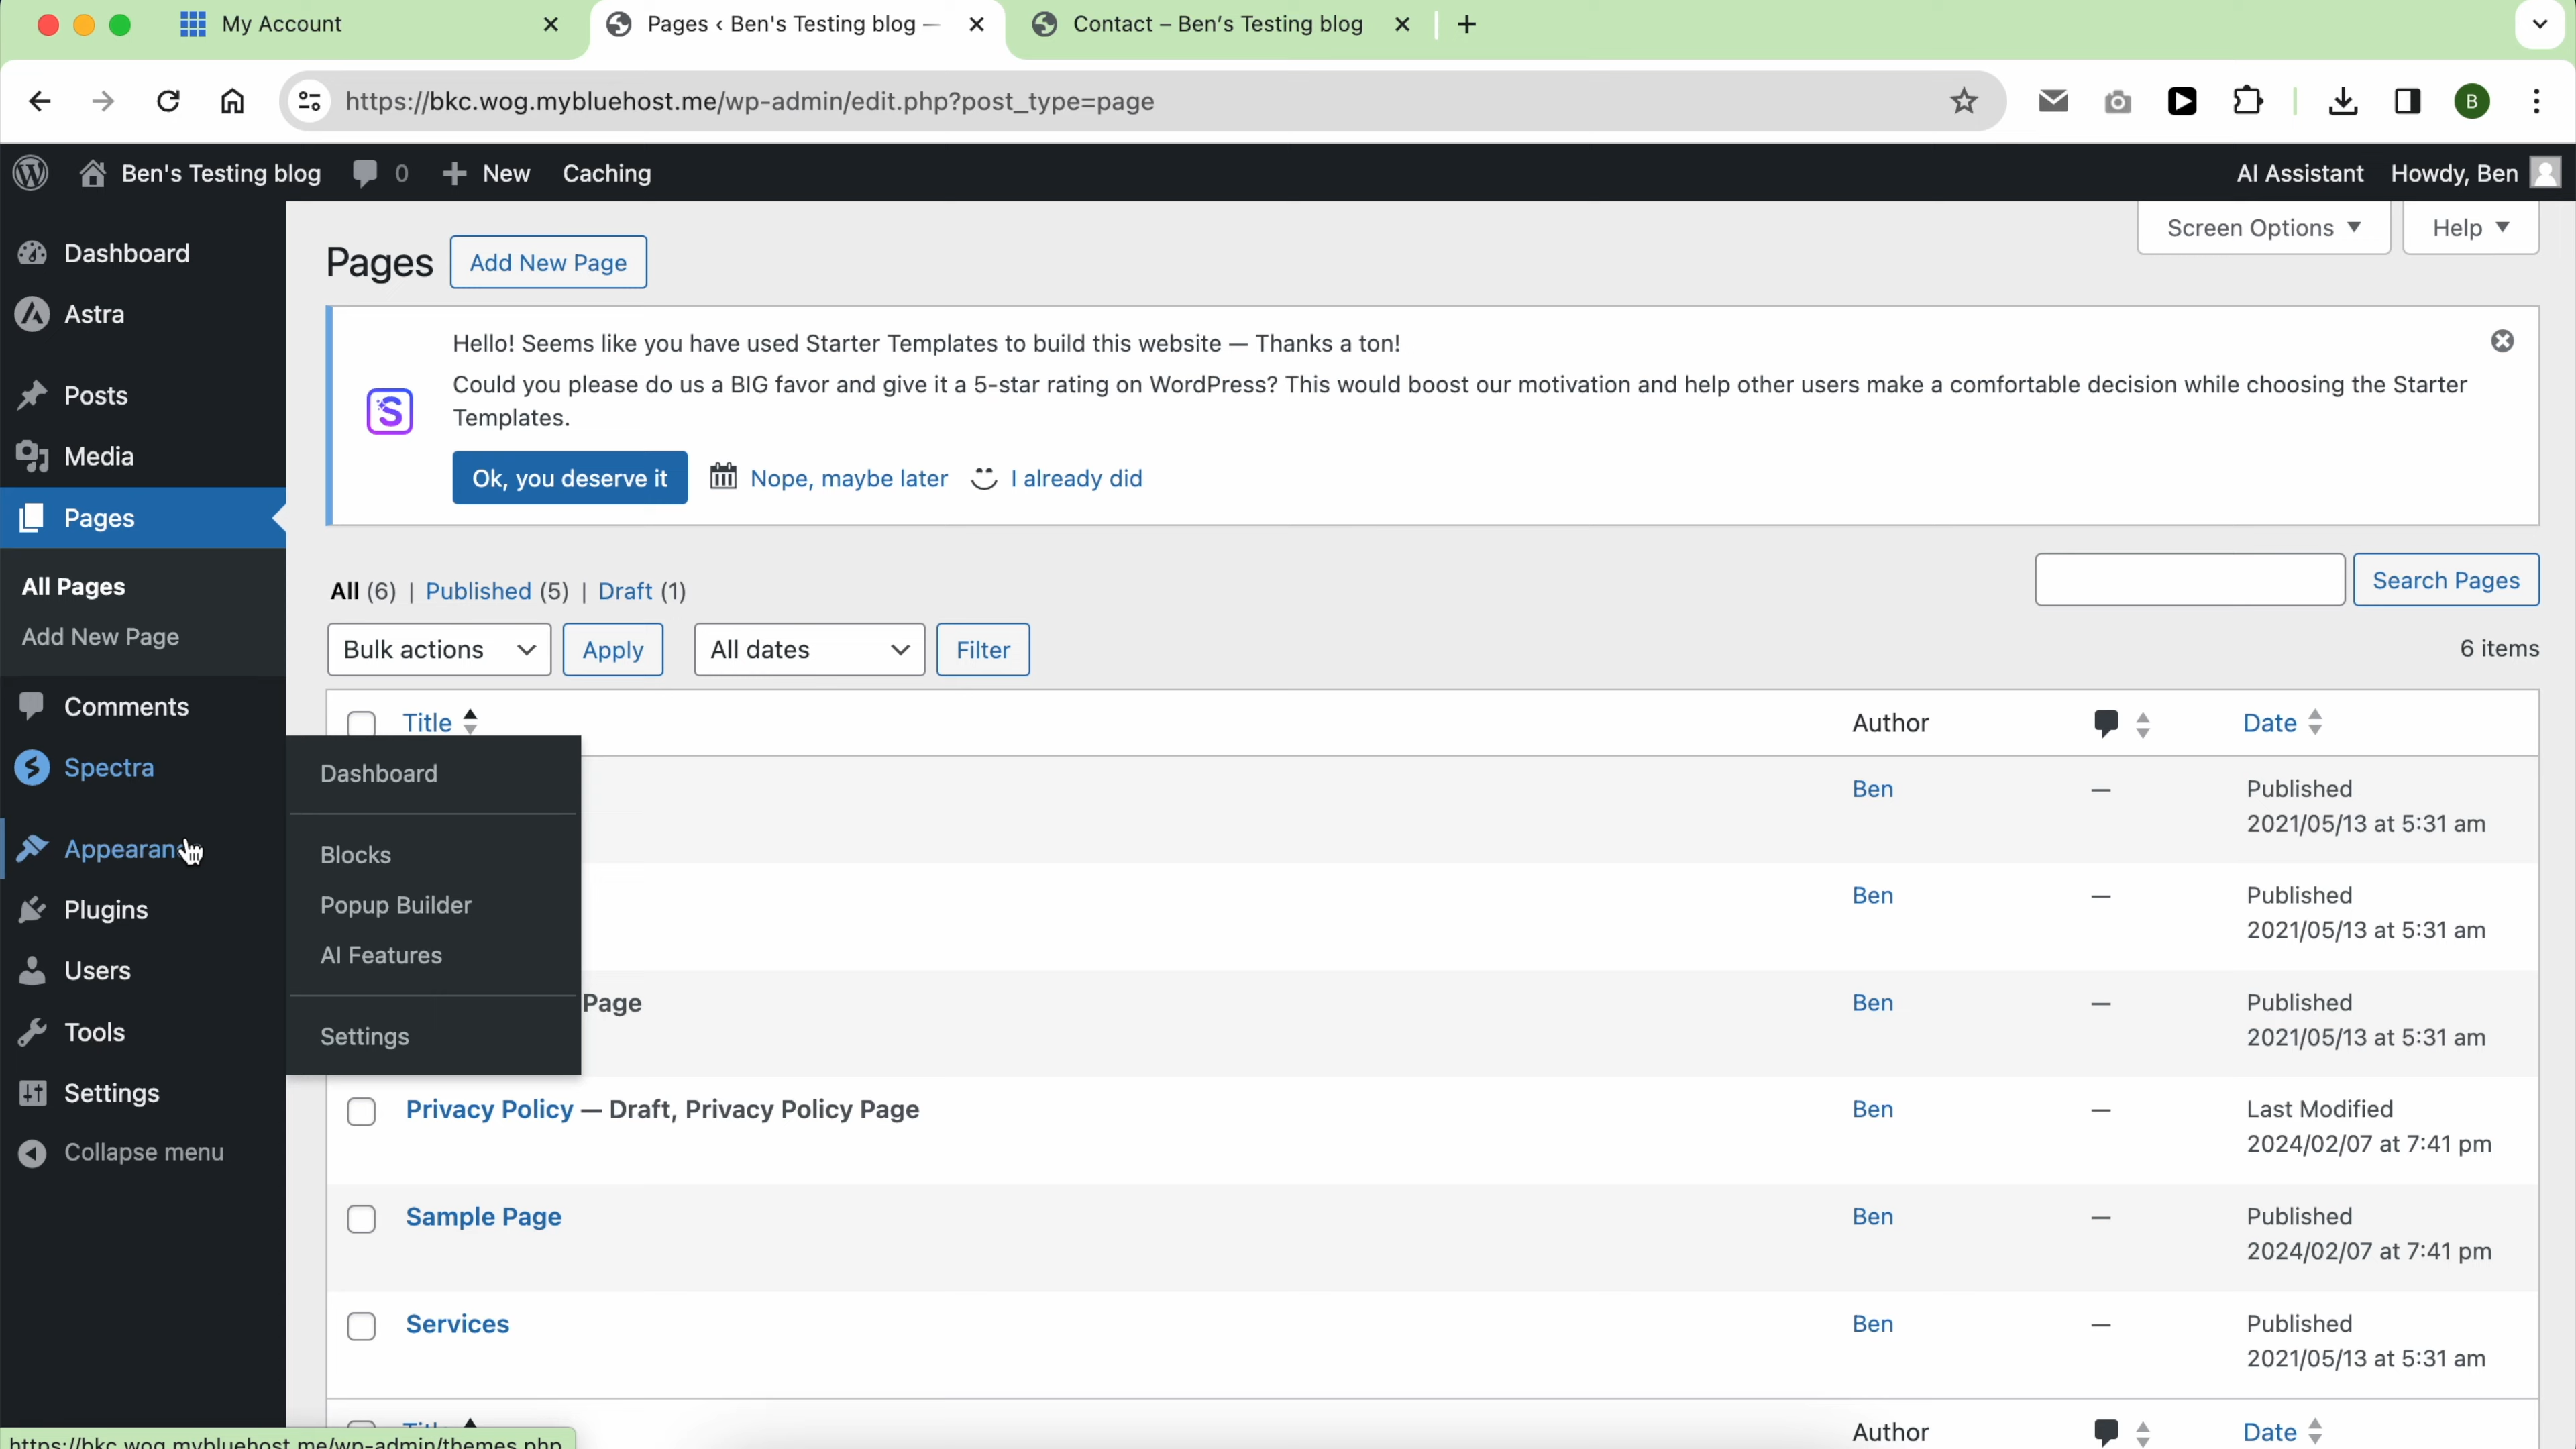 My Account
Pages ‹ Ben's Testing blog —
Contact – Ben's Testing blog
https://bkc.wog.mybluehost.me/wp-admin/edit.php?post_type=page
B
Ben's Testing blog 0 New Caching
AI Assistant Howdy, Ben
Screen Options Help
Dashboard
Astra
Posts
Media
Pages
All Pages
Add New Page
Comments
Spectra
Appearan
Plugins
Users
Tools
Settings
Collapse menu
Pages Add New Page
Hello! Seems like you have used Starter Templates to build this website — Thanks a ton!
Could you please do us a BIG favor and give it a 5-star rating on WordPress? This would boost our motivation and help other users make a comfortable decision while choosing the Starter
Templates.
Ok, you deserve it Nope, maybe later I already did
All (6) | Published (5) | Draft (1)
Search Pages
Bulk actions Apply All dates Filter
6 items
Title Author Date
Dashboard
Blocks
Popup Builder
AI Features
Settings
Ben — Published
2021/05/13 at 5:31 am
Ben — Published
2021/05/13 at 5:31 am
Page Ben — Published
2021/05/13 at 5:31 am
Privacy Policy — Draft, Privacy Policy Page Ben — Last Modified
2024/02/07 at 7:41 pm
Sample Page Ben — Published
2024/02/07 at 7:41 pm
Services Ben — Published
2021/05/13 at 5:31 am
Title Author Date
https://bkc.wog.mybluehost.me/wp-admin/themes.php